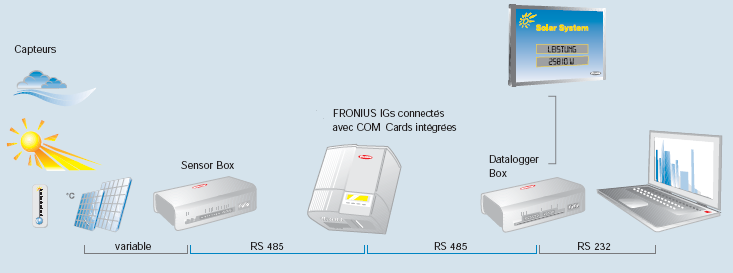 Capteurs
Solar System
LEISTUNG
25810 W
FRONIUS IGs connectés
avec COM Cards intégrées
Sensor Box
Datalogger
Box
°C
variable
RS 485
RS 485
RS 232